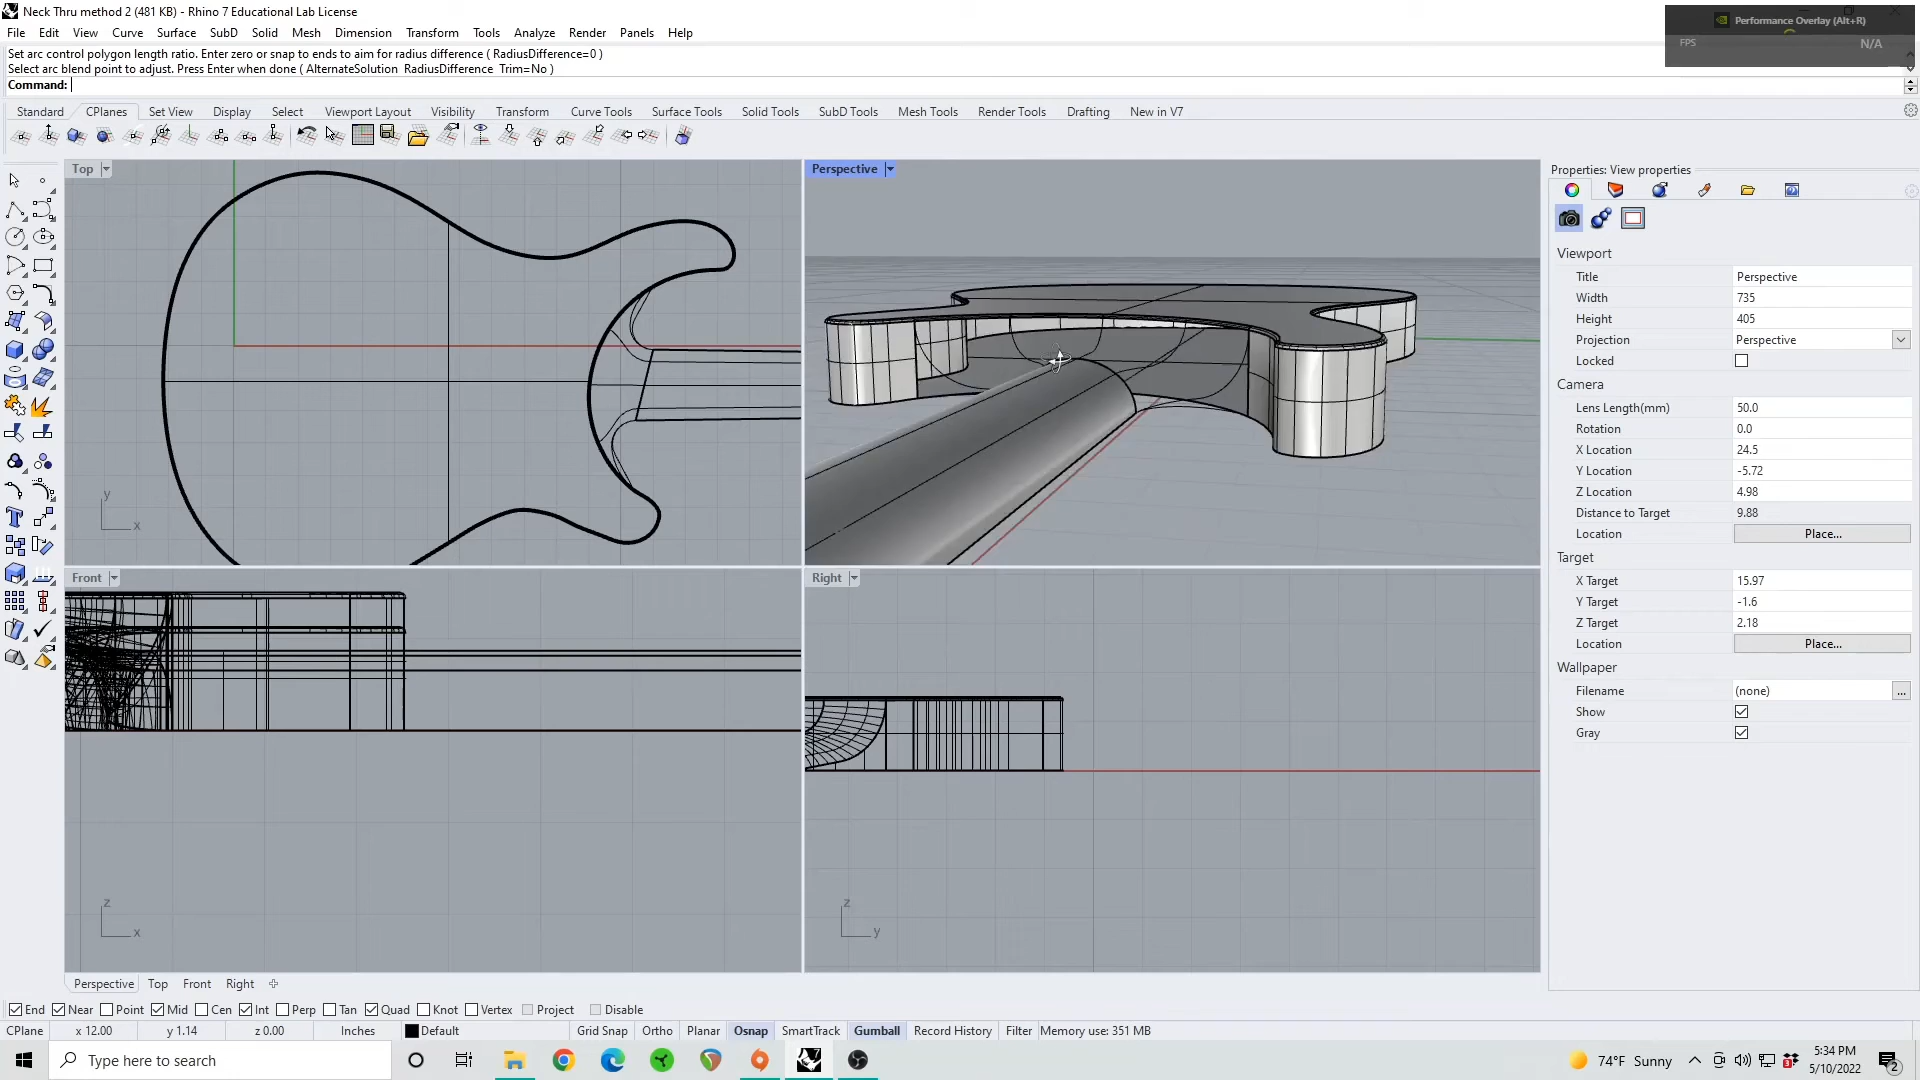 Neck Thru method 2 (481 KB) - Rhino 7 Educational Lab License
Performance Overlay (Alt+R)
FPS N/A
File Edit View Curve Surface SubD Solid Mesh Dimension Transform Tools Analyze Render Panels Help
Set arc control polygon length ratio. Enter zero or snap to ends to aim for radius difference ( RadiusDifference=0 )
Select arc blend point to adjust. Press Enter when done ( AlternateSolution RadiusDifference Trim=No )
Command:
Standard CPlanes Set View Display Select Viewport Layout Visibility Transform Curve Tools Surface Tools Solid Tools SubD Tools Mesh Tools Render Tools Drafting New in V7
Top
Perspective
Front
Right
y
x
z
x
z
y
Properties: View properties
Viewport
Title Perspective
Width 735
Height 405
Projection Perspective
Locked
Camera
Lens Length(mm) 50.0
Rotation 0.0
X Location 24.5
Y Location -5.72
Z Location 4.98
Distance to Target 9.88
Location Place...
Target
X Target 15.97
Y Target -1.6
Z Target 2.18
Location Place...
Wallpaper
Filename (none) ...
Show
Gray
Perspective Top Front Right
End Near Point Mid Cen Int Perp Tan Quad Knot Vertex Project Disable
CPlane x 12.00 y 1.14 z 0.00 Inches Default Grid Snap Ortho Planar Osnap SmartTrack Gumball Record History Filter Memory use: 351 MB
Type here to search
74°F Sunny
5:34 PM
5/10/2022
2